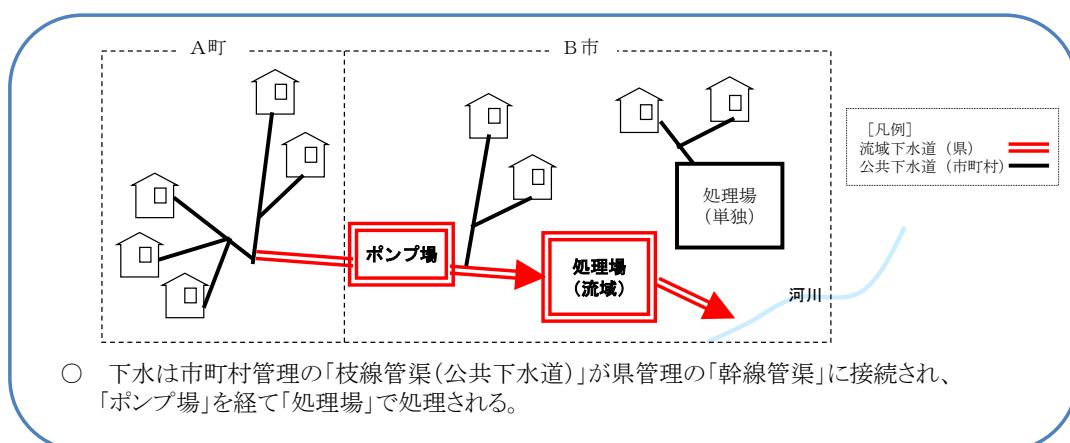 A町
B市
[凡例]
流域下水道（県）
公共下水道（市町村）
処理場
（単独）
ポンプ場
処理場
（流域）
河川
○　下水は市町村管理の「枝線管渠（公共下水道）」が県管理の「幹線管渠」に接続され、
「ポンプ場」を経て「処理場」で処理される。